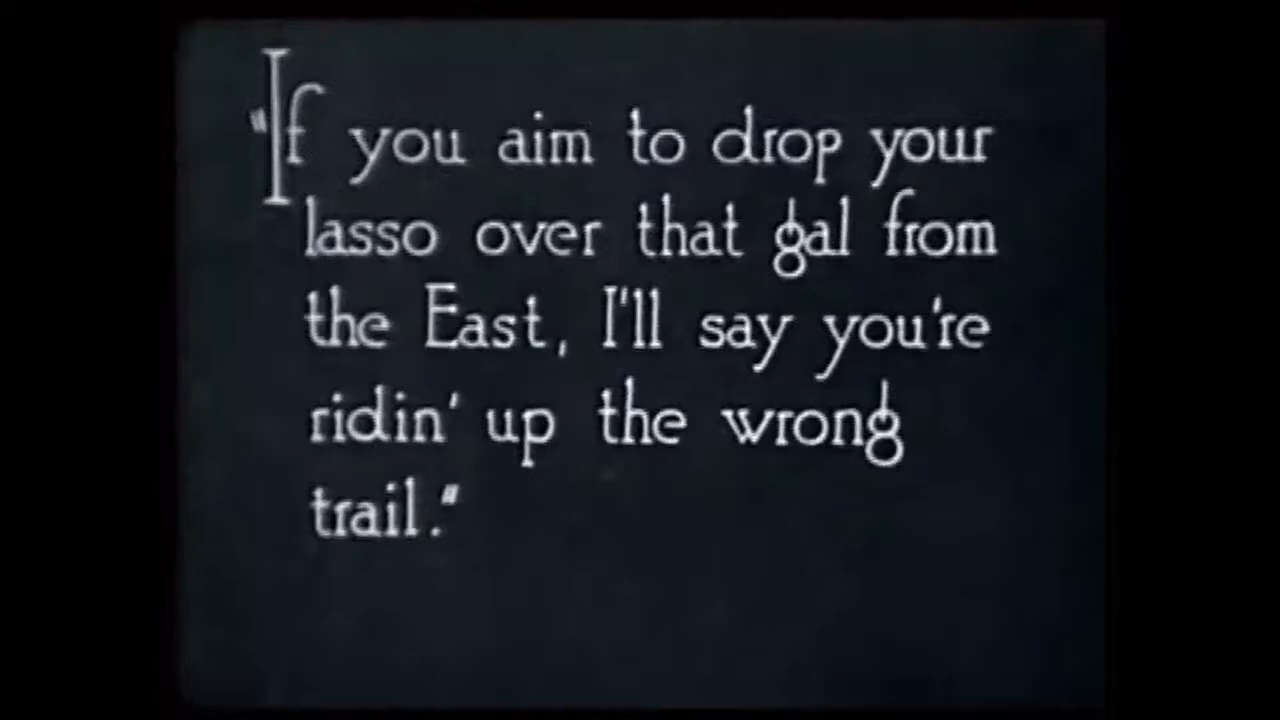 "If you aim to drop your
lasso over that gal from
the East, I'll say you're
ridin' up the wrong
trail."